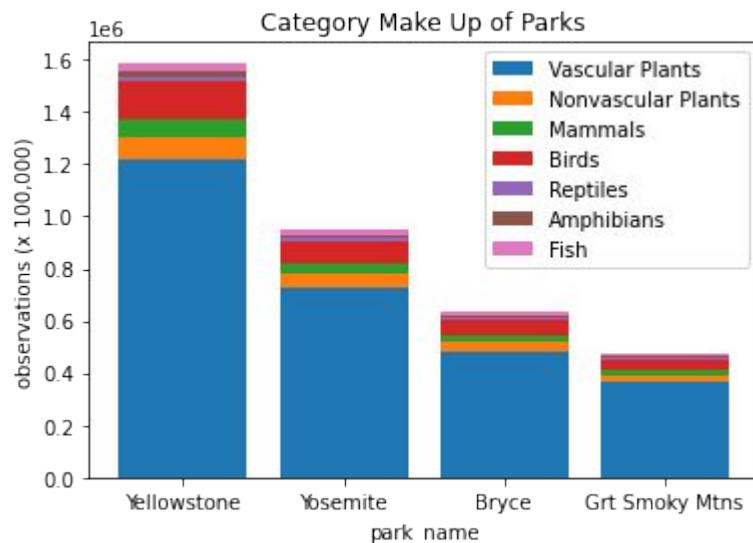 Category Make Up of Parks
1e6
1.6
1.4
1.2
1.0
0.8
0.6
0.4
0.2
0.0
observations (x 100,000)
Vascular Plants
Nonvascular Plants
Mammals
Birds
Reptiles
Amphibians
Fish
Yellowstone
Yosemite
Bryce
Grt Smoky Mtns
park_name